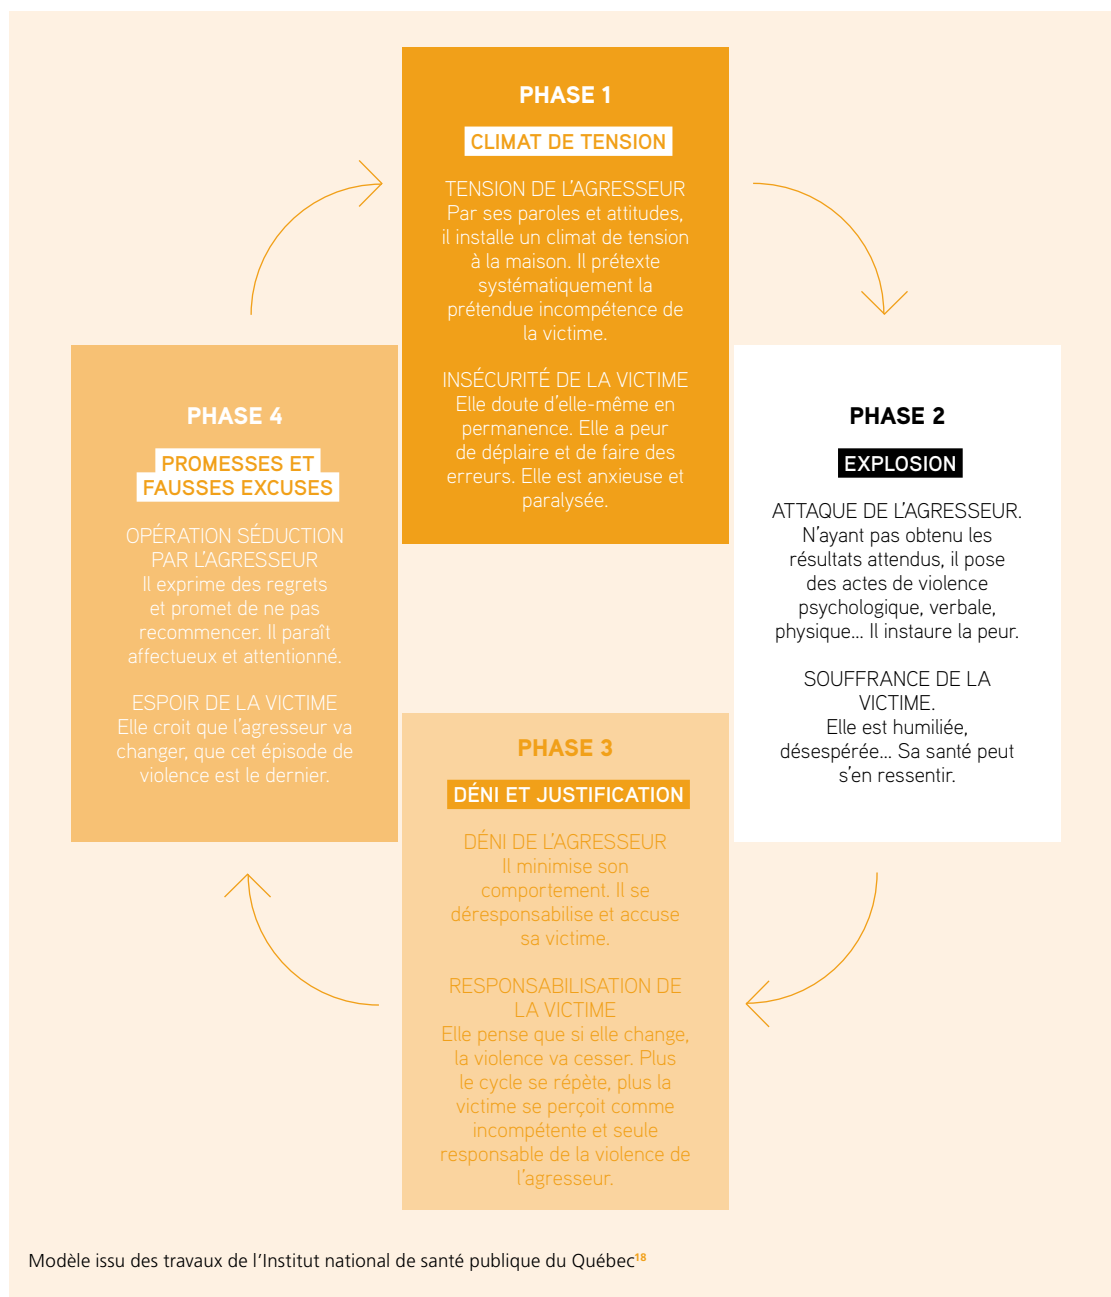 PHASE 1
CLIMAT DE TENSION
TENSION DE L'AGRESSEUR
Par ses paroles et attitudes,
il installe un climat de tension
à la maison. Il prétexte
systématiquement la
prétendue incompétence de
la victime.
INSÉCURITÉ DE LA VICTIME
Elle doute d'elle-même en
permanence. Elle a peur
de déplaire et de faire des
erreurs. Elle est anxieuse et
paralysée.
PHASE 2
EXPLOSION
ATTAQUE DE L'AGRESSEUR.
N'ayant pas obtenu les
résultats attendus, il pose
des actes de violence
psychologique, verbale,
physique... Il instaure la peur.
SOUFFRANCE DE LA
VICTIME.
Elle est humiliée,
désespérée... Sa santé peut
s'en ressentir.
PHASE 3
DÉNI ET JUSTIFICATION
DÉNI DE L'AGRESSEUR
Il minimise son
comportement. Il se
déresponsabilise et accuse
sa victime.
RESPONSABILISATION DE
LA VICTIME
Elle pense que si elle change,
la violence va cesser. Plus
le cycle se répète, plus la
victime se perçoit comme
incompétente et seule
responsable de la violence de
l'agresseur.
PHASE 4
PROMESSES ET
FAUSSES EXCUSES
OPÉRATION SÉDUCTION
PAR L'AGRESSEUR
Il exprime des regrets
et promet de ne pas
recommencer. Il paraît
affectueux et attentionné.
ESPOIR DE LA VICTIME
Elle croit que l'agresseur va
changer, que cet épisode de
violence est le dernier.
Modèle issu des travaux de l'Institut national de santé publique du Québec18